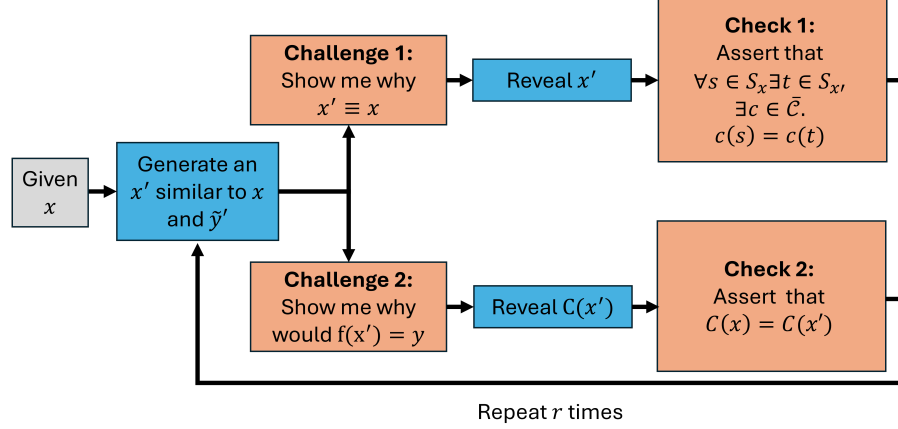 Given
x
Generate an
x′ similar to x
and ỹ′
Challenge 1:
Show me why
x′ ≡ x
Reveal x′
Check 1:
Assert that
∀s ∈ Sₓ∃t ∈ Sₓ′
∃c ∈ C̄.
c(s) = c(t)
Challenge 2:
Show me why
would f(x′) = y
Reveal C(x′)
Check 2:
Assert that
C(x) = C(x′)
Repeat r times